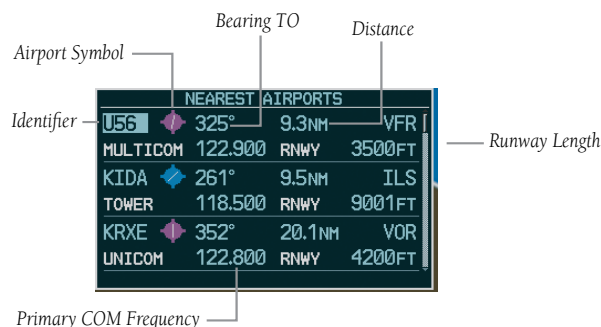 Bearing TO
Distance
Airport Symbol
NEAREST AIRPORTS
Identifier
U56 325° 9.3NM VFR
Runway Length
MULTICOM 122.900 RNWY 3500FT
KIDA 261° 9.5NM ILS
TOWER 118.500 RNWY 9001FT
KRXE 352° 20.1NM VOR
UNICOM 122.800 RNWY 4200FT
Primary COM Frequency